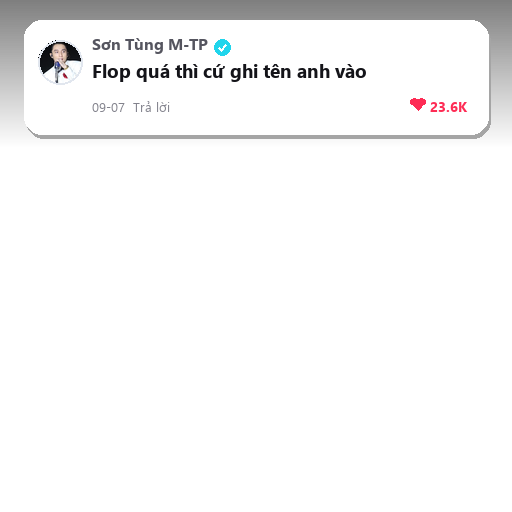 Sơn Tùng M-TP
Flop quá thì cứ ghi tên anh vào
09-07 Trả lời
23.6K